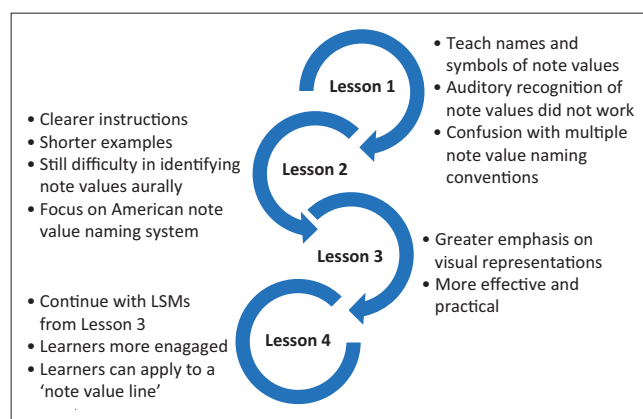 Lesson 1
• Teach names and
symbols of note values
• Auditory recognition of
note values did not work
• Confusion with multiple
note value naming
conventions
Lesson 2
• Clearer instructions
• Shorter examples
• Still difficulty in identifying
note values aurally
• Focus on American note
value naming system
Lesson 3
• Greater emphasis on
visual representations
• More effective and
practical
Lesson 4
• Continue with LSMs
from Lesson 3
• Learners more enagaged
• Learners can apply to a
‘note value line’